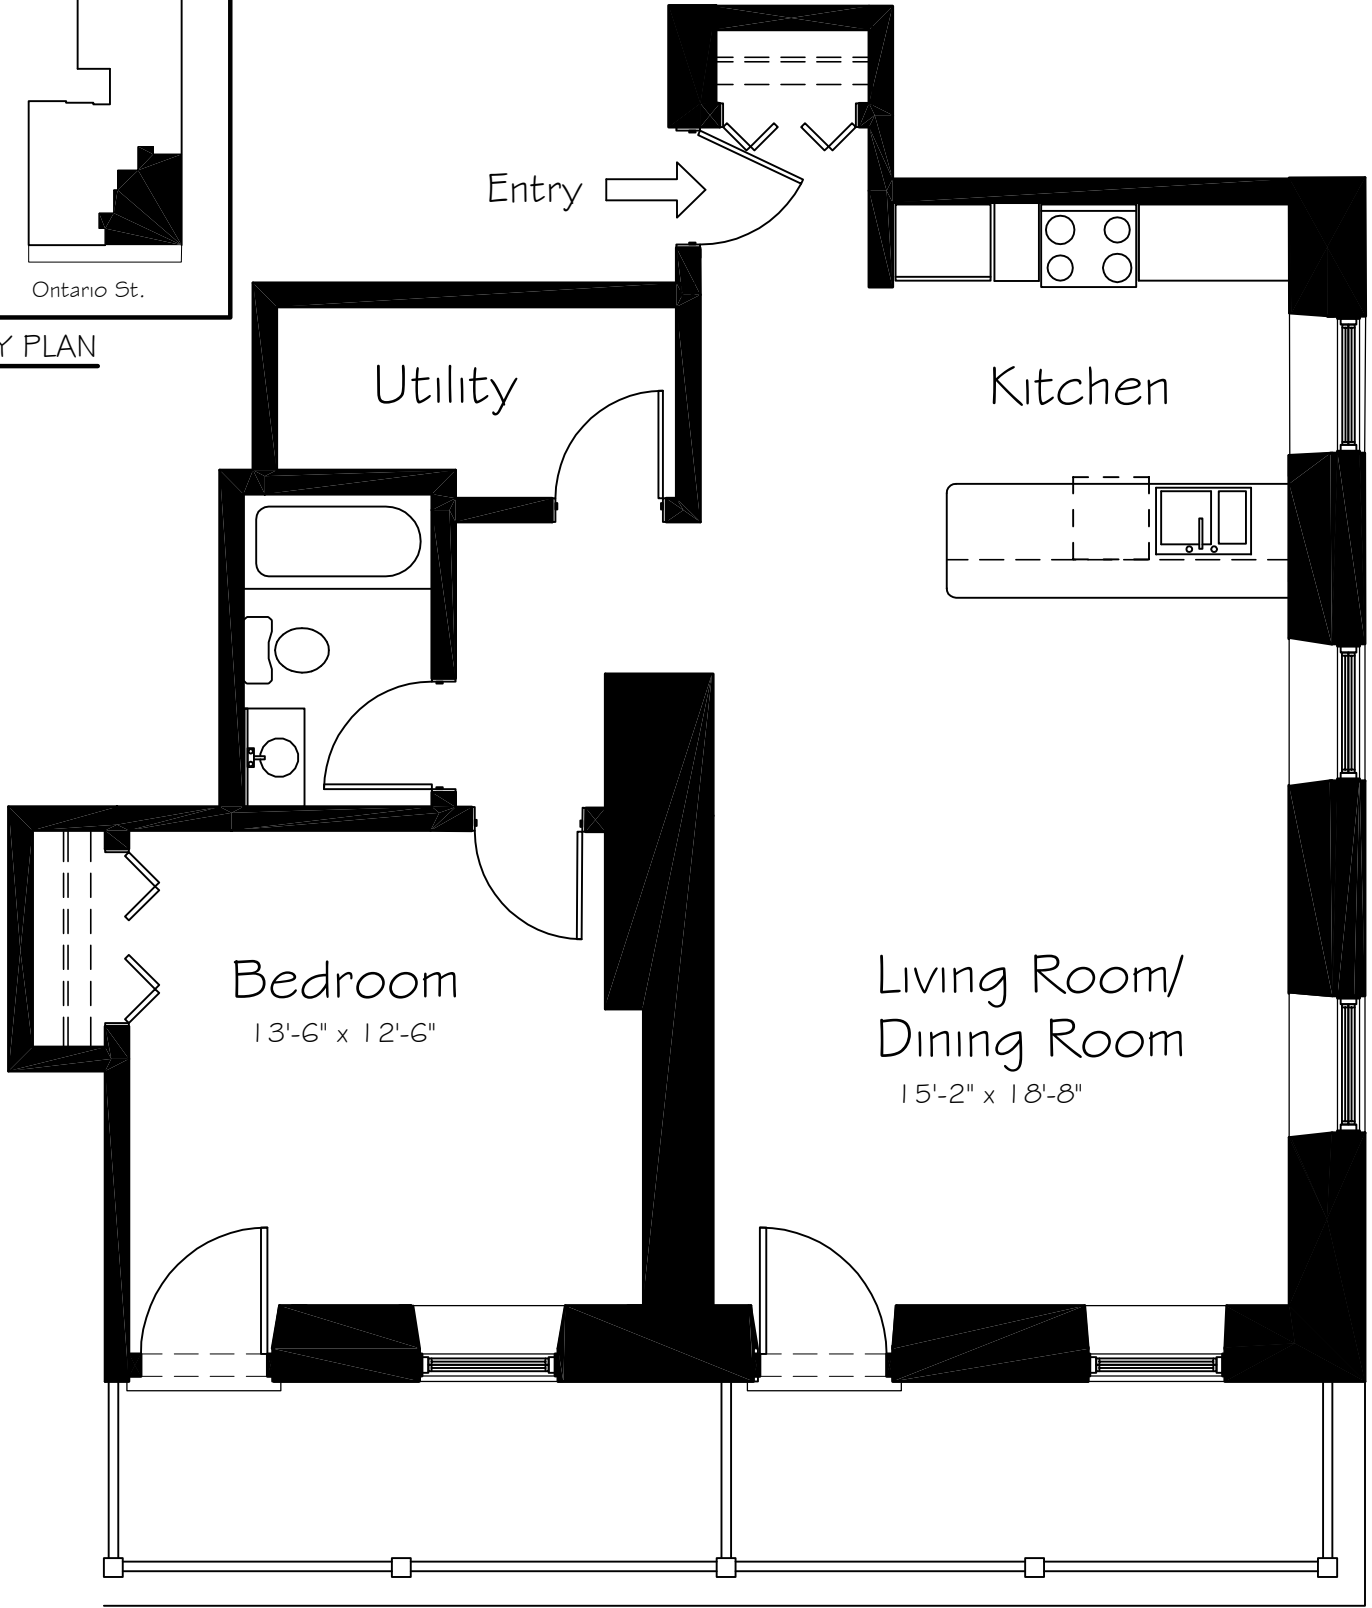 Ontario St.
Y PLAN
Entry
Utility
Kitchen
Bedroom
13'-6" x 12'-6"
Living Room/
Dining Room
15'-2" x 18'-8"